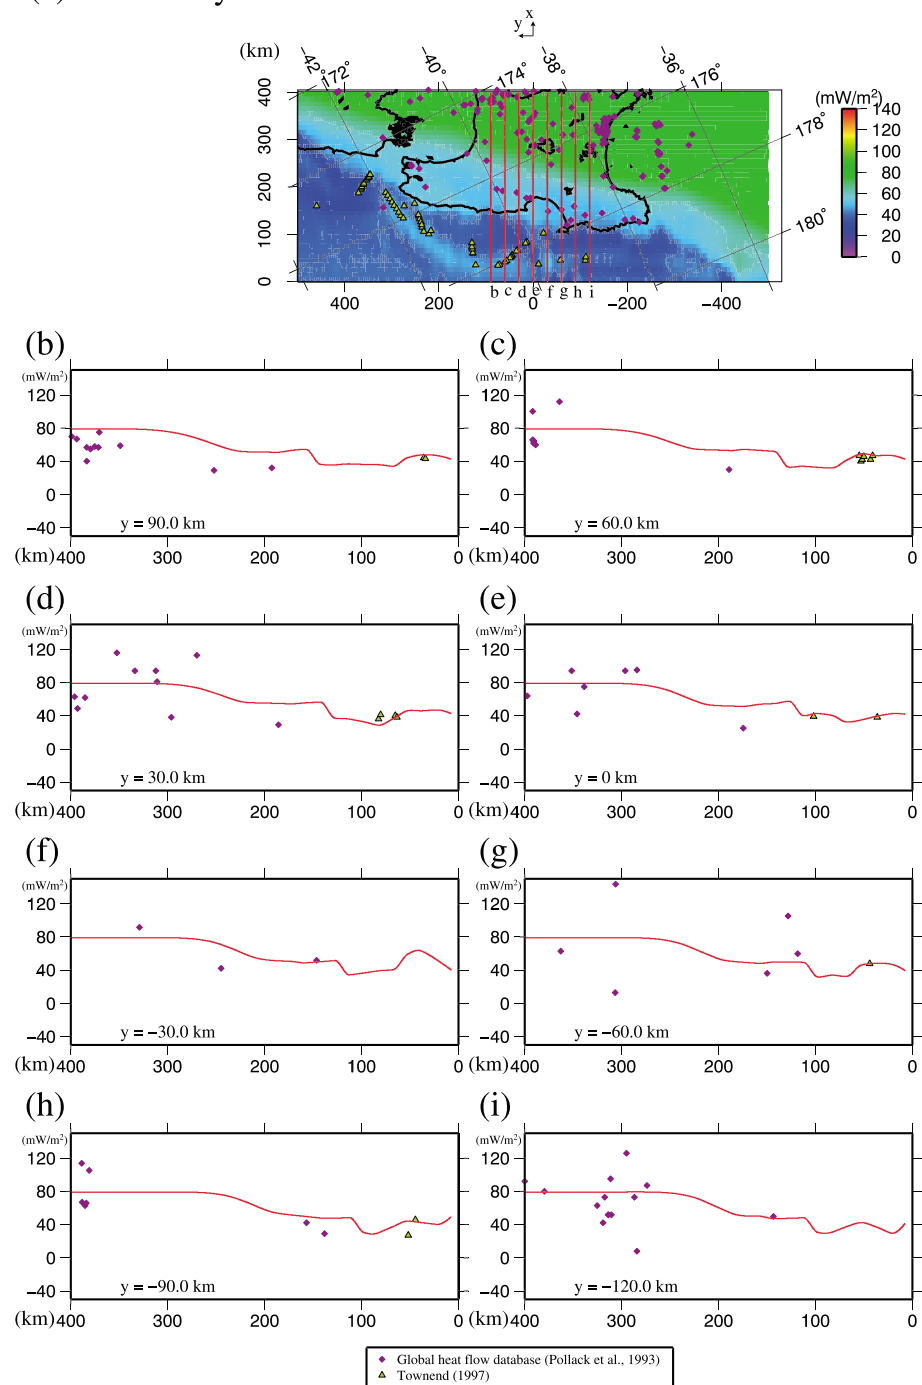 x
y
(km)
−42° 172° −40° 174° −38° −36° 176°
178°
180°
400
300
200
100
0
400 200 0 −200 −400
b c d e f g h i
(mW/m²)
140
120
100
80
60
40
20
0
(b)
(mW/m²)
120
80
40
0
−40
y = 90.0 km
(km) 400 300 200 100 0
(c)
(mW/m²)
120
80
40
0
−40
y = 60.0 km
(km) 400 300 200 100 0
(d)
(mW/m²)
120
80
40
0
−40
y = 30.0 km
(km) 400 300 200 100 0
(e)
(mW/m²)
120
80
40
0
−40
y = 0 km
(km) 400 300 200 100 0
(f)
(mW/m²)
120
80
40
0
−40
y = −30.0 km
(km) 400 300 200 100 0
(g)
(mW/m²)
120
80
40
0
−40
y = −60.0 km
(km) 400 300 200 100 0
(h)
(mW/m²)
120
80
40
0
−40
y = −90.0 km
(km) 400 300 200 100 0
(i)
(mW/m²)
120
80
40
0
−40
y = −120.0 km
(km) 400 300 200 100 0
Global heat flow database (Pollack et al., 1993)
Townend (1997)